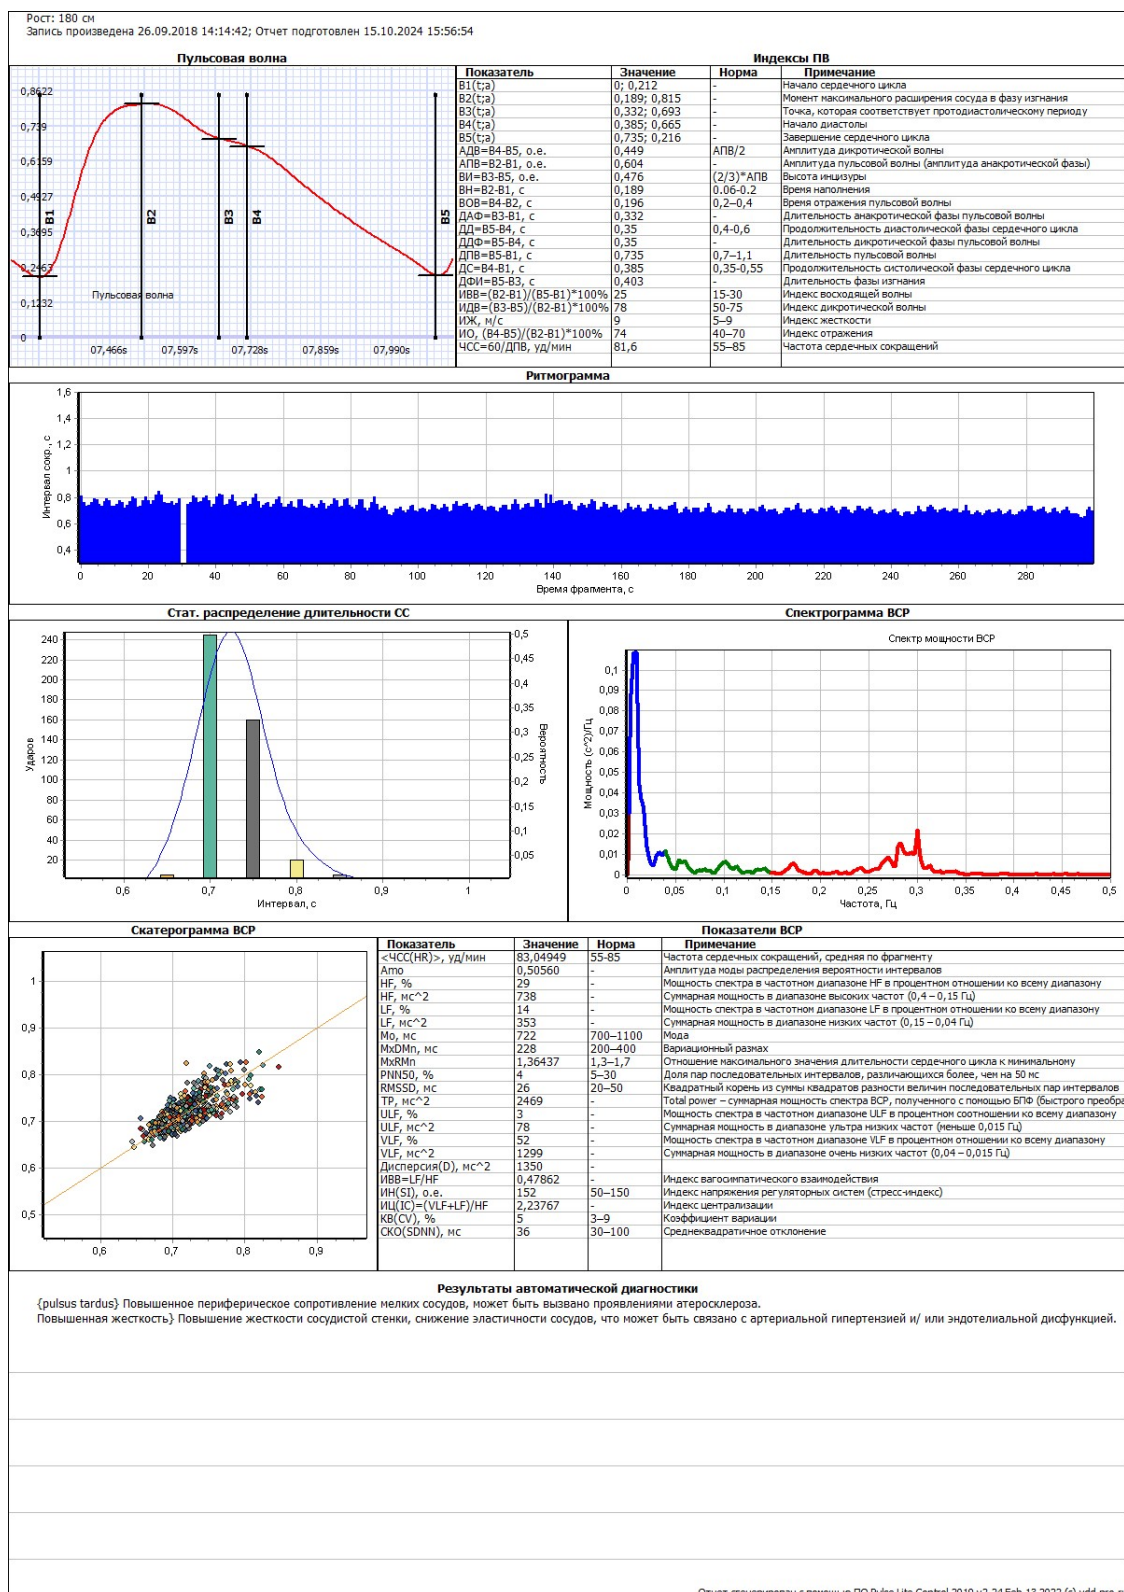 Рост: 180 см
Запись произведена 26.09.2018 14:14:42; Отчет подготовлен 15.10.2024 15:56:54
Пульсовая волна
0,8622
0,739
0,6159
0,4927
0,3695
0,2463
0,1232
0
B1
B2
B3
B4
B5
Пульсовая волна
07,466s 07,597s 07,728s 07,859s 07,990s
Индексы ПВ
Показатель Значение Норма Примечание
B1(t;a) 0; 0,212 - Начало сердечного цикла
B2(t;a) 0,189; 0,815 - Момент максимального расширения сосуда в фазу изгнания
B3(t;a) 0,332; 0,693 - Точка, которая соответствует протодиастолическому периоду
B4(t;a) 0,385; 0,665 - Начало диастолы
B5(t;a) 0,735; 0,216 - Завершение сердечного цикла
АДВ=B4-B5, о.е. 0,449 АПВ/2 Амплитуда дикротической волны
АПВ=B2-B1, о.е. 0,604 - Амплитуда пульсовой волны (амплитуда анакротической фазы)
ВИ=B3-B5, о.е. 0,476 (2/3)*АПВ Высота инцизуры
ВН=B2-B1, с 0,189 0.06-0.2 Время наполнения
ВОВ=B4-B2, с 0,196 0,2–0,4 Время отражения пульсовой волны
ДАФ=B3-B1, с 0,332 - Длительность анакротической фазы пульсовой волны
ДД=B5-B4, с 0,35 0,4-0,6 Продолжительность диастолической фазы сердечного цикла
ДДФ=B5-B4, с 0,35 - Длительность дикротической фазы пульсовой волны
ДПВ=B5-B1, с 0,735 0,7–1,1 Длительность пульсовой волны
ДС=B4-B1, с 0,385 0,35-0,55 Продолжительность систолической фазы сердечного цикла
ДФИ=B5-B3, с 0,403 - Длительность фазы изгнания
ИВВ=(B2-B1)/(B5-B1)*100% 25 15-30 Индекс восходящей волны
ИДВ=(B3-B5)/(B2-B1)*100% 78 50-75 Индекс дикротической волны
ИЖ, м/с 9 5–9 Индекс жесткости
ИО, (B4-B5)/(B2-B1)*100% 74 40–70 Индекс отражения
ЧСС=60/ДПВ, уд/мин 81,6 55–85 Частота сердечных сокращений
Ритмограмма
Интервал сокр., с
1,6
1,4
1,2
1
0,8
0,6
0,4
0 20 40 60 80 100 120 140 160 180 200 220 240 260 280
Время фрагмента, с
Стат. распределение длительности СС
Ударов
240
220
200
180
160
140
120
100
80
60
40
20
0,5
0,45
0,4
0,35
0,3
0,25
0,2
0,15
0,1
0,05
Вероятность
0,6 0,7 0,8 0,9 1
Интервал, с
Спектрограмма ВСР
Спектр мощности ВСР
Мощность (с^2)/Гц
0,1
0,09
0,08
0,07
0,06
0,05
0,04
0,03
0,02
0,01
0
0 0,05 0,1 0,15 0,2 0,25 0,3 0,35 0,4 0,45 0,5
Частота, Гц
Скатерограмма ВСР
1
0,9
0,8
0,7
0,6
0,5
0,6 0,7 0,8 0,9
Показатели ВСР
Показатель Значение Норма Примечание
<ЧСС(HR)>, уд/мин 83,04949 55-85 Частота сердечных сокращений, средняя по фрагменту
Amo 0,50560 - Амплитуда моды распределения вероятности интервалов
HF, % 29 - Мощность спектра в частотном диапазоне HF в процентном отношении ко всему диапазону
HF, мс^2 738 - Суммарная мощность в диапазоне высоких частот (0,4 – 0,15 Гц)
LF, % 14 - Мощность спектра в частотном диапазоне LF в процентном отношении ко всему диапазону
LF, мс^2 353 - Суммарная мощность в диапазоне низких частот (0,15 – 0,04 Гц)
Mo, мс 722 700–1100 Мода
MxDMn, мс 228 200–400 Вариационный размах
MxRMn 1,36437 1,3–1,7 Отношение максимального значения длительности сердечного цикла к минимальному
PNN50, % 4 5–30 Доля пар последовательных интервалов, различающихся более, чем на 50 мс
RMSSD, мс 26 20–50 Квадратный корень из суммы квадратов разности величин последовательных пар интервалов
TP, мс^2 2469 - Total power – суммарная мощность спектра ВСР, полученного с помощью БПФ (быстрого преобра
ULF, % 3 - Мощность спектра в частотном диапазоне ULF в процентном соотношении ко всему диапазону
ULF, мс^2 78 - Суммарная мощность в диапазоне ультра низких частот (меньше 0,015 Гц)
VLF, % 52 - Мощность спектра в частотном диапазоне VLF в процентном отношении ко всему диапазону
VLF, мс^2 1299 - Суммарная мощность в диапазоне очень низких частот (0,04 – 0,015 Гц)
Дисперсия(D), мс^2 1350 -
ИВВ=LF/HF 0,47862 - Индекс вагосимпатического взаимодействия
ИН(SI), о.е. 152 50–150 Индекс напряжения регуляторных систем (стресс-индекс)
ИЦ(IC)=(VLF+LF)/HF 2,23767 - Индекс централизации
КВ(CV), % 5 3–9 Коэффициент вариации
СКО(SDNN), мс 36 30–100 Среднеквадратичное отклонение
Результаты автоматической диагностики
{pulsus tardus} Повышенное периферическое сопротивление мелких сосудов, может быть вызвано проявлениями атеросклероза.
Повышенная жесткость} Повышение жесткости сосудистой стенки, снижение эластичности сосудов, что может быть связано с артериальной гипертензией и/ или эндотелиальной дисфункцией.